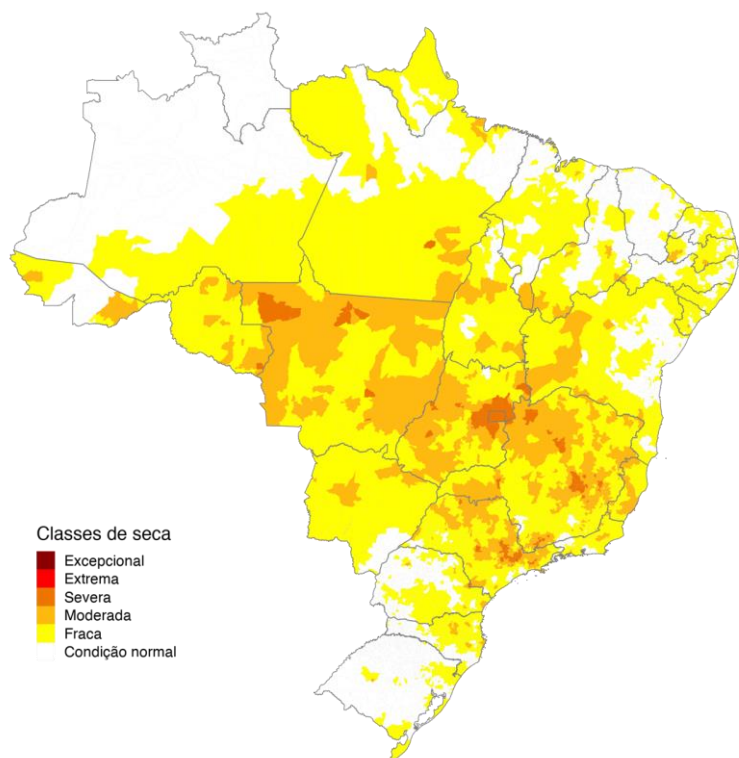 Classes de seca
Excepcional
Extrema
Severa
Moderada
Fraca
Condição normal